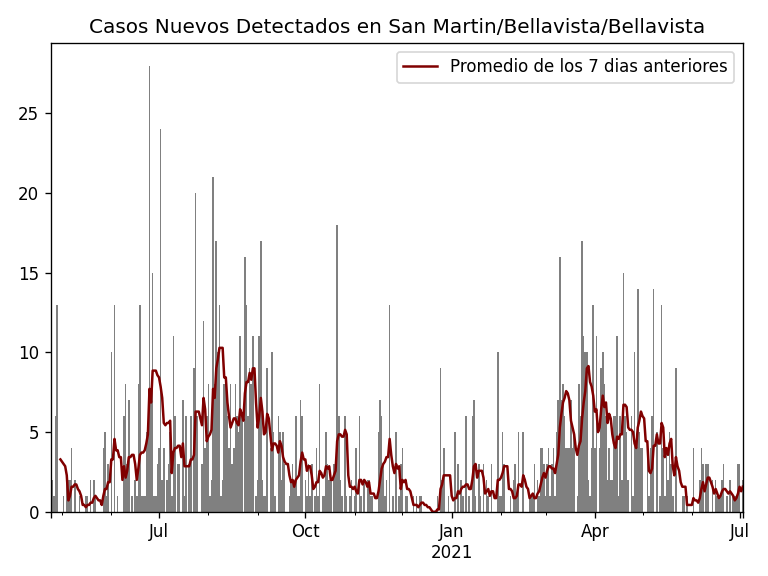 Casos Nuevos Detectados en San Martin/Bellavista/Bellavista
Promedio de los 7 dias anteriores
25
20
15
10
5
0
Jul
Oct
Jan
2021
Apr
Jul